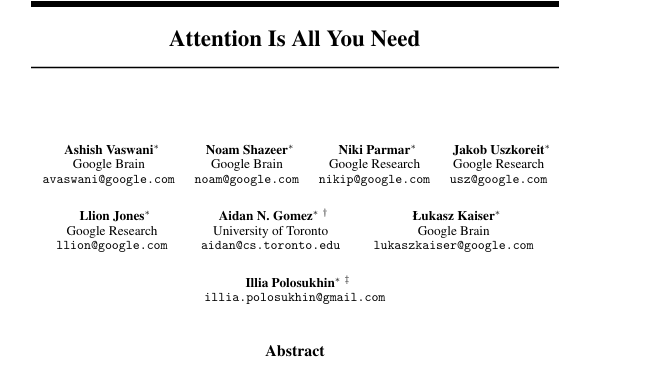 Attention Is All You Need
Ashish Vaswani* Noam Shazeer* Niki Parmar* Jakob Uszkoreit*
Google Brain Google Brain Google Research Google Research
avaswani@google.com noam@google.com nikip@google.com usz@google.com
Llion Jones* Aidan N. Gomez* † Łukasz Kaiser*
Google Research University of Toronto Google Brain
llion@google.com aidan@cs.toronto.edu lukaszkaiser@google.com
Illia Polosukhin* ‡
illia.polosukhin@gmail.com
Abstract